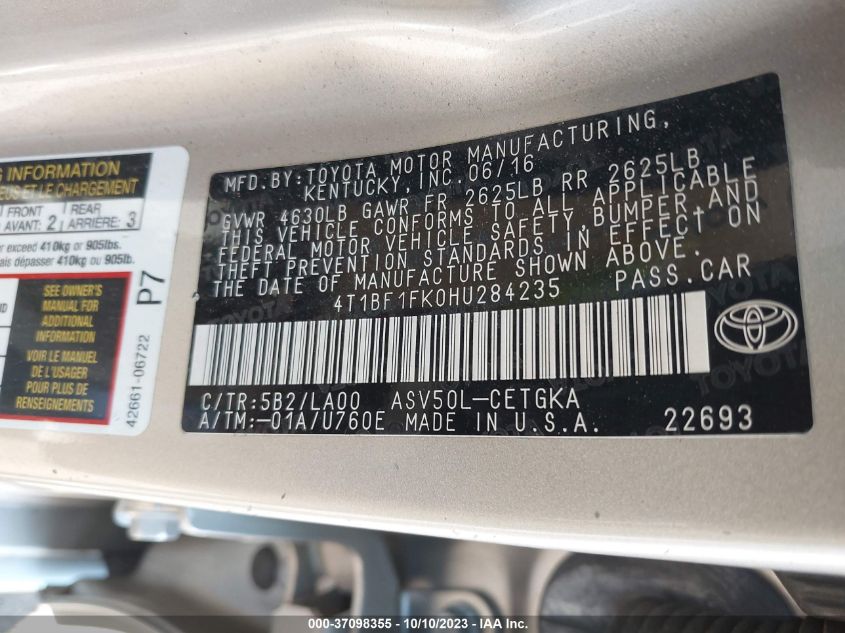 G INFORMATION
EUS ET LE CHARGEMENT
FRONT AVANT: 2
REAR ARRIÈRE: 3
er exceed 410kg or 905lbs.
ais dépasser 410kg ou 905lb.
SEE OWNER'S
MANUAL FOR
ADDITIONAL
INFORMATION
VOIR LE MANUEL
DE L'USAGER
POUR PLUS DE
RENSEIGNEMENTS
P7
42661-06722
MFD.BY:TOYOTA MOTOR MANUFACTURING,
KENTUCKY, INC. 06/16
GVWR 4630LB GAWR FR 2625LB RR 2625LB
THIS VEHICLE CONFORMS TO ALL APPLICABLE
FEDERAL MOTOR VEHICLE SAFETY,BUMPER, AND
THEFT PREVENTION STANDARDS IN EFFECT ON
THE DATE OF MANUFACTURE SHOWN ABOVE.
4T1BF1FK0HU284235 PASS.CAR
TOYOTA
C/TR:5B2/LA00 ASV50L-CETGKA
A/TM:-01A/U760E MADE IN U.S.A. 22693
000-37098355 - 10/10/2023 - IAA Inc.